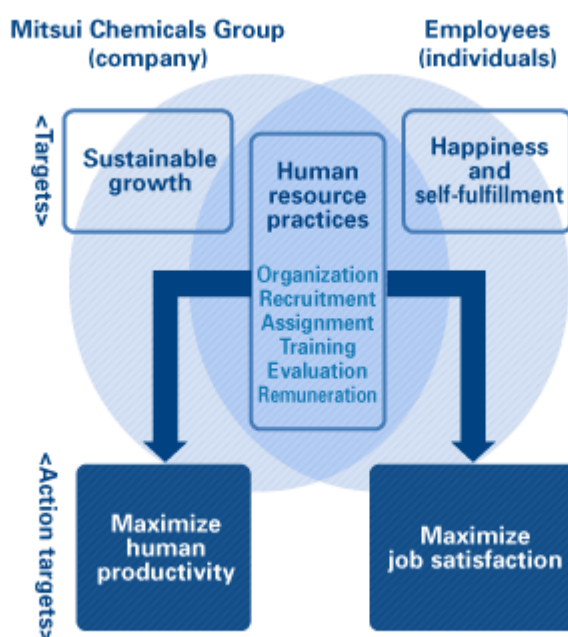 Mitsui Chemicals Group
(company)
Employees
(individuals)
<Targets>
Sustainable
growth
Human
resource
practices
Organization
Recruitment
Assignment
Training
Evaluation
Remuneration
Happiness
and
self-fulfillment
<Action targets>
Maximize
human
productivity
Maximize
job satisfaction